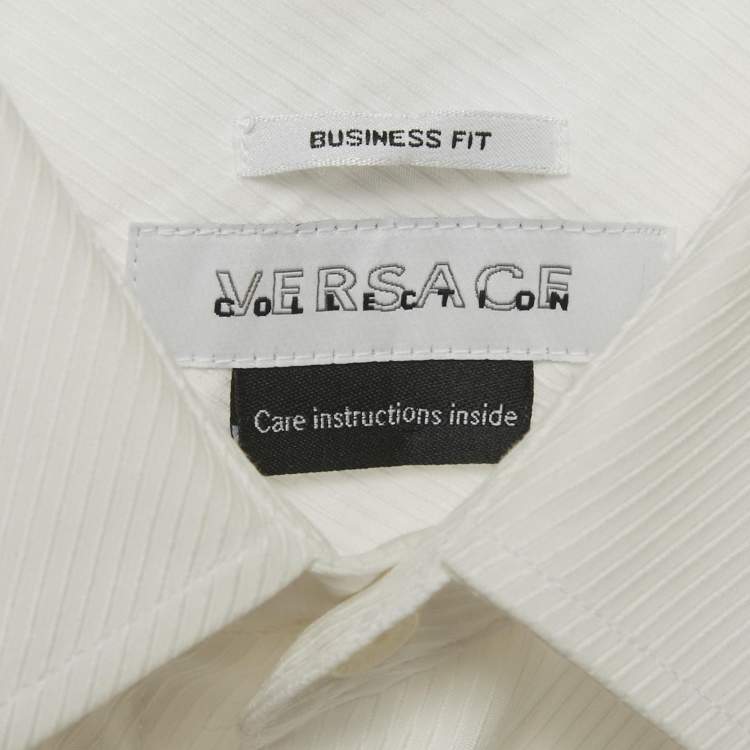 BUSINESS FIT
VERSACE
COLLECTION
Care instructions inside